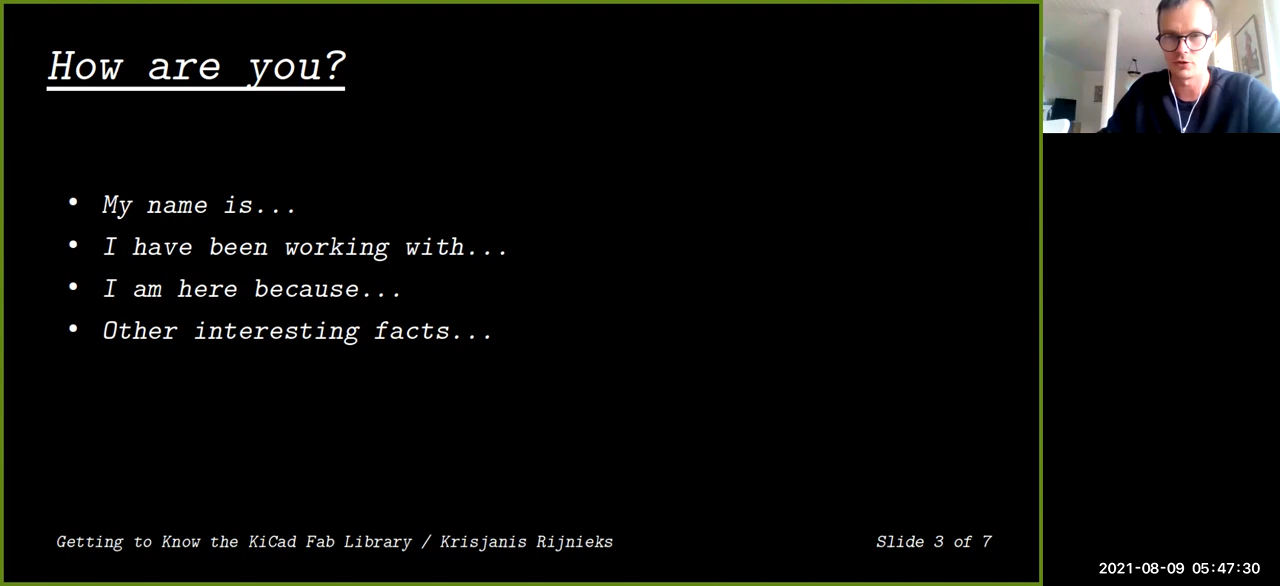 How are you?
• My name is...
• I have been working with...
• I am here because...
• Other interesting facts...
Getting to Know the KiCad Fab Library / Krisjanis Rijnieks
Slide 3 of 7
2021-08-09 05:47:30